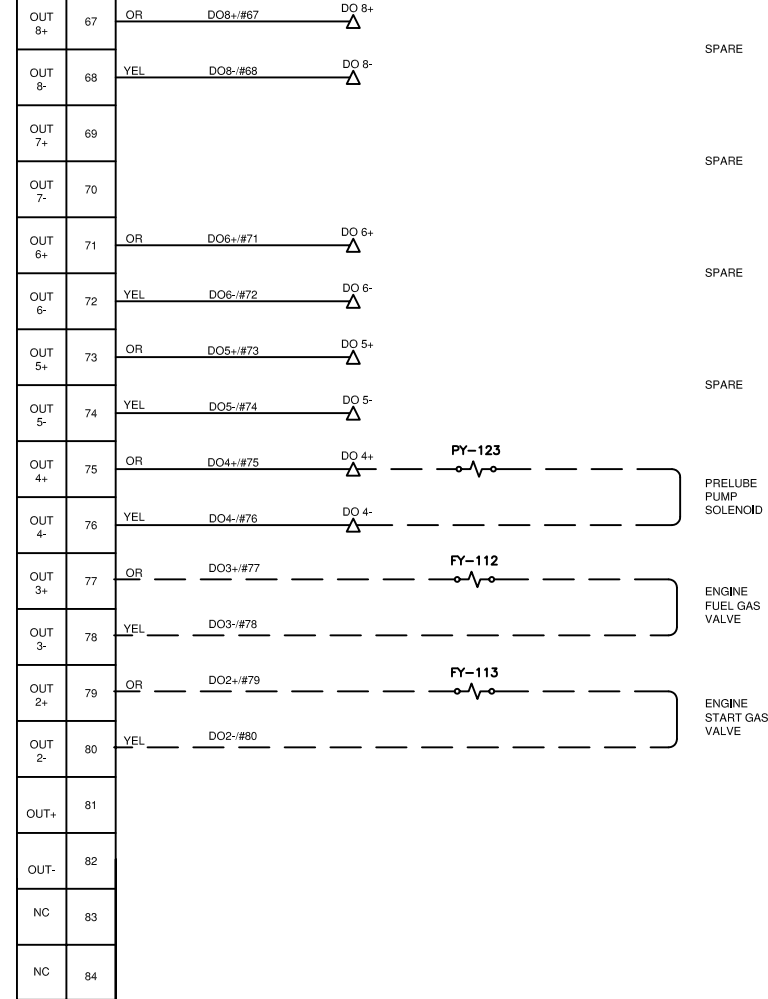 OUT 8+ 67 OR DO8+/#67 DO 8+
SPARE
OUT 8- 68 YEL DO8-/#68 DO 8-
OUT 7+ 69
SPARE
OUT 7- 70
OUT 6+ 71 OR DO6+/#71 DO 6+
SPARE
OUT 6- 72 YEL DO6-/#72 DO 6-
OUT 5+ 73 OR DO5+/#73 DO 5+
SPARE
OUT 5- 74 YEL DO5-/#74 DO 5-
OUT 4+ 75 OR DO4+/#75 DO 4+ PY-123
PRELUBE
PUMP
SOLENOID
OUT 4- 76 YEL DO4-/#76 DO 4-
OUT 3+ 77 OR DO3+/#77 FY-112
ENGINE
FUEL GAS
VALVE
OUT 3- 78 YEL DO3-/#78
OUT 2+ 79 OR DO2+/#79 FY-113
ENGINE
START GAS
VALVE
OUT 2- 80 YEL DO2-/#80
OUT+ 81
OUT- 82
NC 83
NC 84